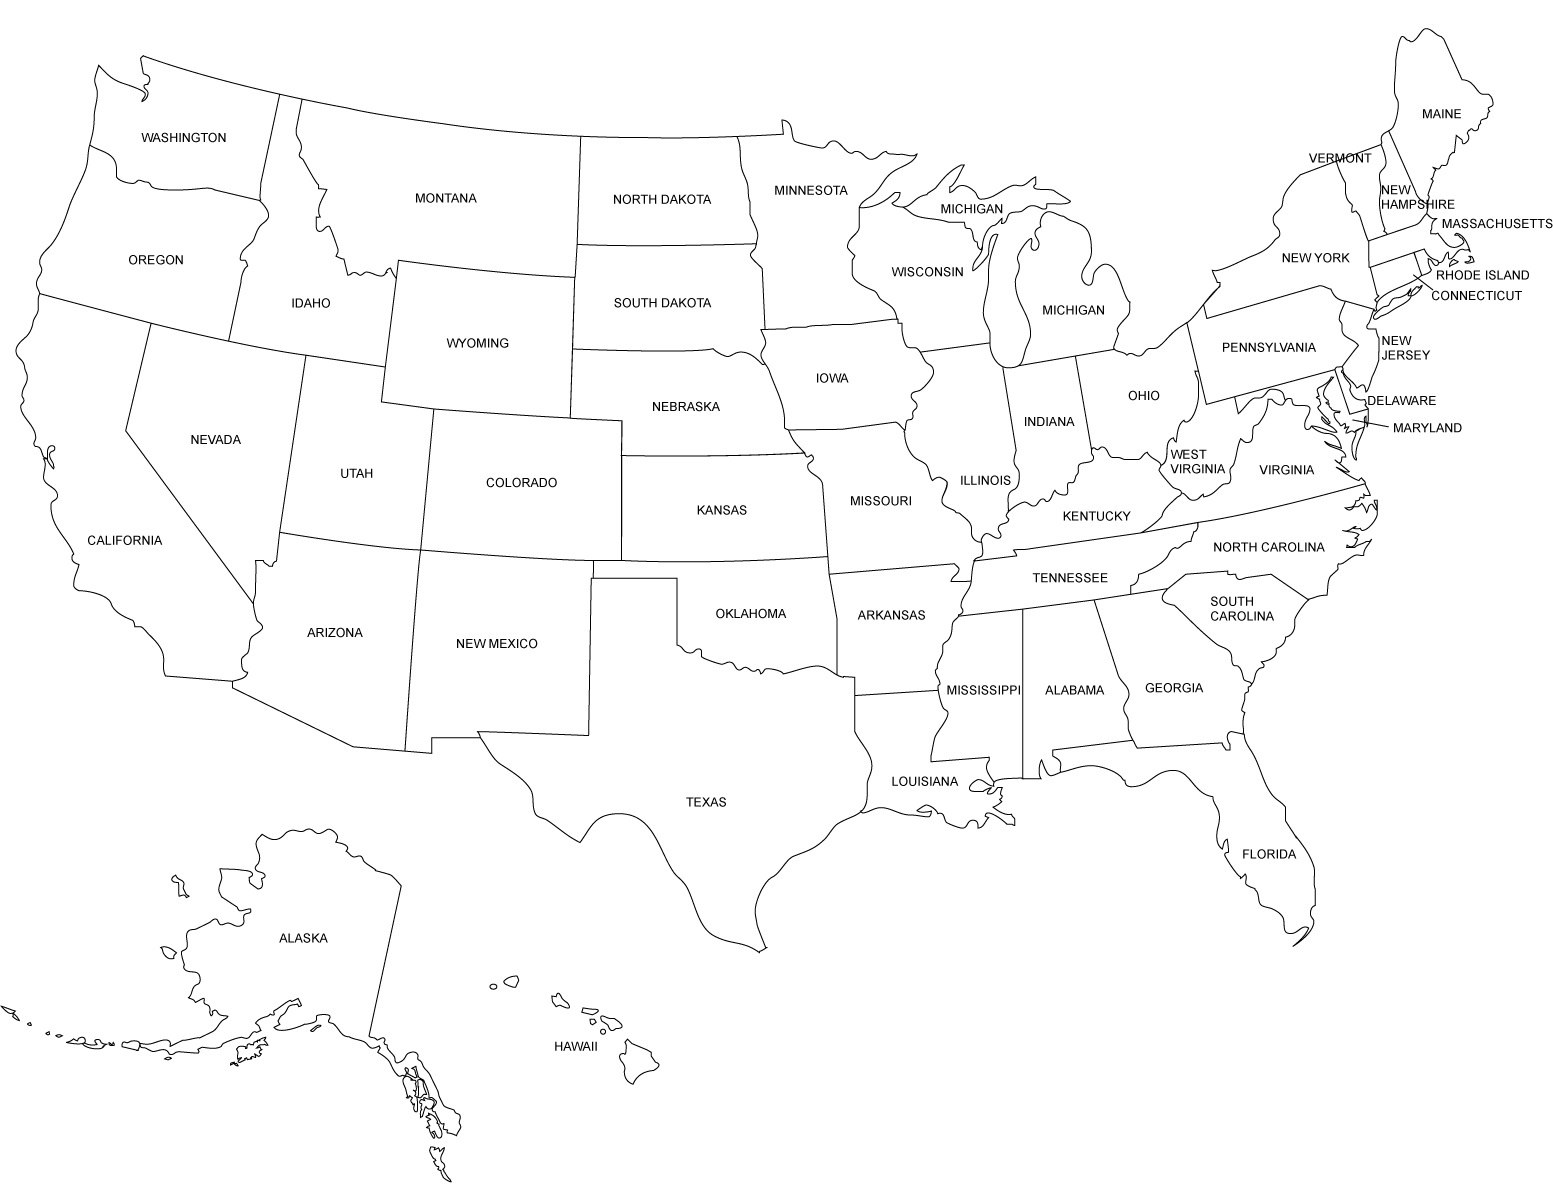 MAINE
WASHINGTON
VERMONT
MINNESOTA
NEW
HAMPSHIRE
MONTANA
NORTH DAKOTA
MICHIGAN
MASSACHUSETTS
OREGON
NEW YORK
WISCONSIN
RHODE ISLAND
IDAHO
SOUTH DAKOTA
CONNECTICUT
MICHIGAN
WYOMING
PENNSYLVANIA
NEW
JERSEY
IOWA
OHIO
DELAWARE
NEBRASKA
INDIANA
MARYLAND
NEVADA
WEST
VIRGINIA
VIRGINIA
UTAH
COLORADO
ILLINOIS
MISSOURI
KANSAS
KENTUCKY
CALIFORNIA
NORTH CAROLINA
TENNESSEE
SOUTH
CAROLINA
OKLAHOMA
ARKANSAS
ARIZONA
NEW MEXICO
MISSISSIPPI
ALABAMA
GEORGIA
LOUISIANA
TEXAS
FLORIDA
ALASKA
HAWAII